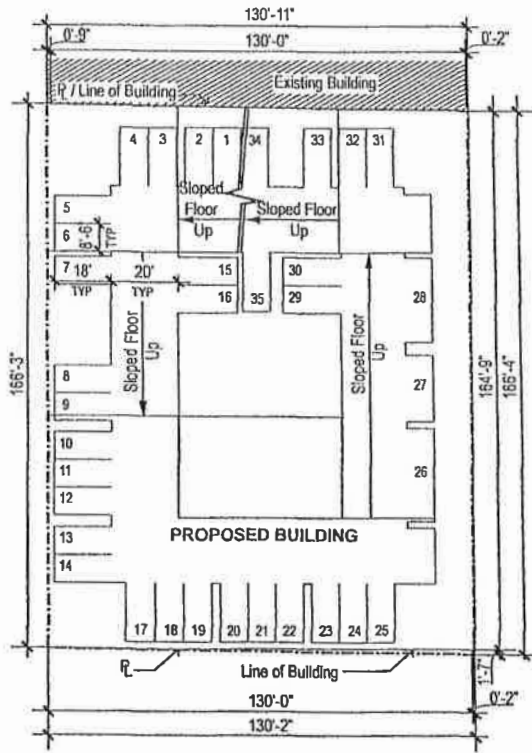 130'-11"
0'-9"
130'-0"
0'-2"
Existing Building
℄ / Line of Building
4 3 2 1 34 33 32 31
Sloped Floor Up
Sloped Floor Up
5
6
8'-6" TYP
7
18' TYP
20' TYP
15
16
35
30
29
28
Sloped Floor Up
Sloped Floor Up
166'-3"
164'-9"
166'-4"
8
9
27
10
11
12
26
13
14
PROPOSED BUILDING
17 18 19 20 21 22 23 24 25
℄
Line of Building
1'-7"
0'-2"
130'-0"
130'-2"